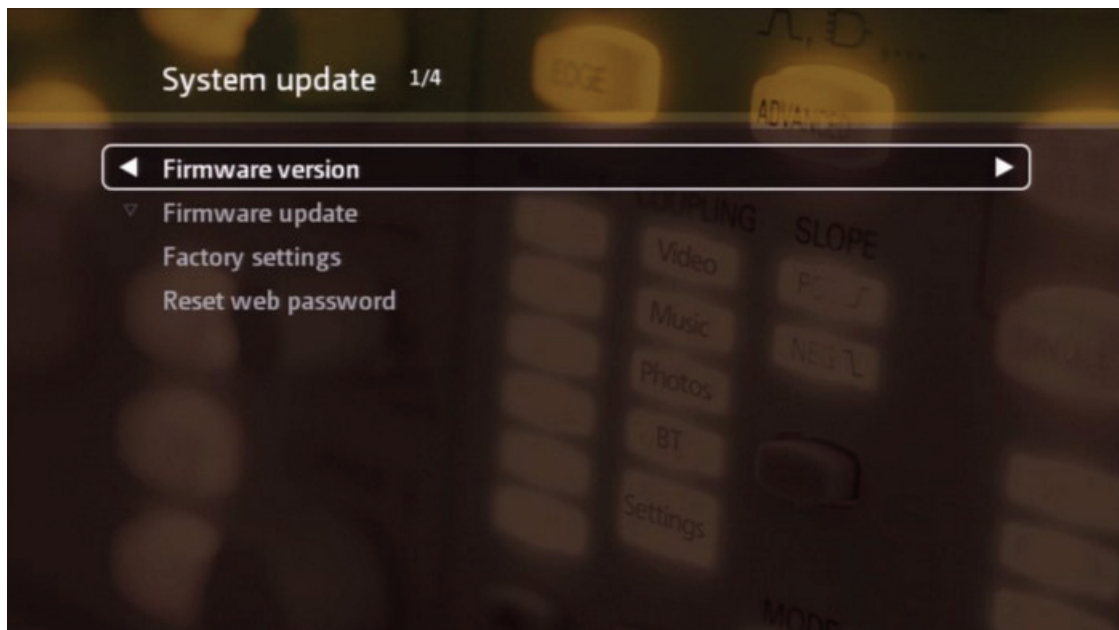 System update 1/4
EDGE
ADVANCED
Firmware version
Firmware update
Factory settings
Reset web password
COUPLING
SLOPE
Video
Music
Photos
BT
Settings
NEG
MODE